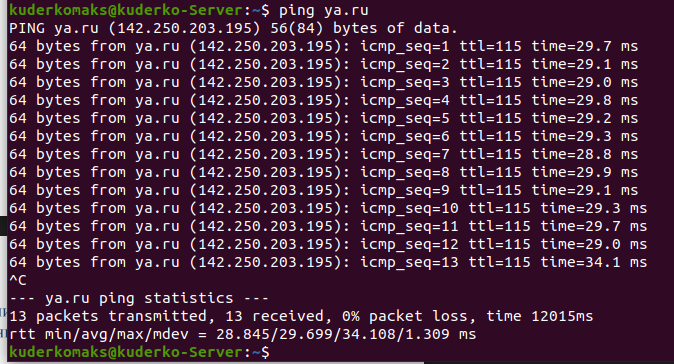 kuderkomaks@kuderko-Server:~$ ping ya.ru
PING ya.ru (142.250.203.195) 56(84) bytes of data.
64 bytes from ya.ru (142.250.203.195): icmp_seq=1 ttl=115 time=29.7 ms
64 bytes from ya.ru (142.250.203.195): icmp_seq=2 ttl=115 time=29.1 ms
64 bytes from ya.ru (142.250.203.195): icmp_seq=3 ttl=115 time=29.0 ms
64 bytes from ya.ru (142.250.203.195): icmp_seq=4 ttl=115 time=29.8 ms
64 bytes from ya.ru (142.250.203.195): icmp_seq=5 ttl=115 time=29.2 ms
64 bytes from ya.ru (142.250.203.195): icmp_seq=6 ttl=115 time=29.3 ms
64 bytes from ya.ru (142.250.203.195): icmp_seq=7 ttl=115 time=28.8 ms
64 bytes from ya.ru (142.250.203.195): icmp_seq=8 ttl=115 time=29.9 ms
64 bytes from ya.ru (142.250.203.195): icmp_seq=9 ttl=115 time=29.1 ms
64 bytes from ya.ru (142.250.203.195): icmp_seq=10 ttl=115 time=29.3 ms
64 bytes from ya.ru (142.250.203.195): icmp_seq=11 ttl=115 time=29.7 ms
64 bytes from ya.ru (142.250.203.195): icmp_seq=12 ttl=115 time=29.0 ms
64 bytes from ya.ru (142.250.203.195): icmp_seq=13 ttl=115 time=34.1 ms
^C
--- ya.ru ping statistics ---
13 packets transmitted, 13 received, 0% packet loss, time 12015ms
rtt min/avg/max/mdev = 28.845/29.699/34.108/1.309 ms
kuderkomaks@kuderko-Server:~$